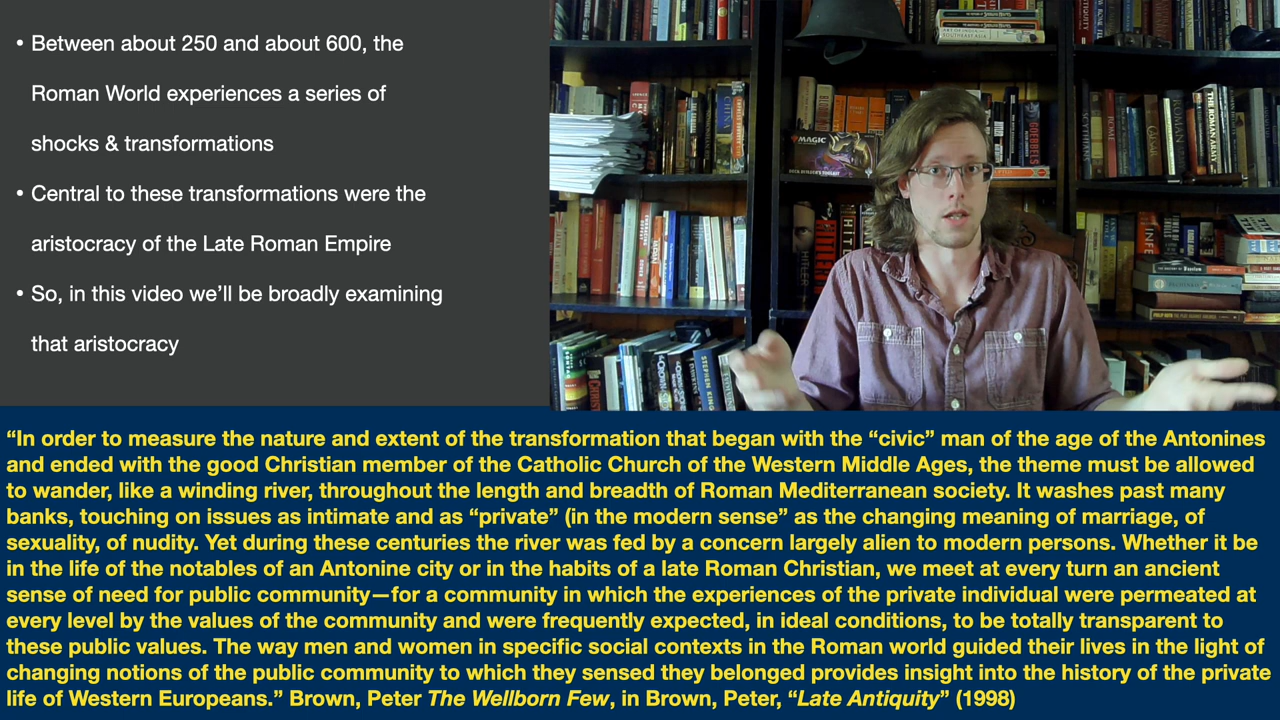 • Between about 250 and about 600, the
Roman World experiences a series of
shocks & transformations
• Central to these transformations were the
aristocracy of the Late Roman Empire
• So, in this video we’ll be broadly examining
that aristocracy
MAGIC
GOEBBELS
HITLER
ROME
THE ROMAN ARMY
STEPHEN KING
“In order to measure the nature and extent of the transformation that began with the “civic” man of the age of the Antonines
and ended with the good Christian member of the Catholic Church of the Western Middle Ages, the theme must be allowed
to wander, like a winding river, throughout the length and breadth of Roman Mediterranean society. It washes past many
banks, touching on issues as intimate and as “private” (in the modern sense” as the changing meaning of marriage, of
sexuality, of nudity. Yet during these centuries the river was fed by a concern largely alien to modern persons. Whether it be
in the life of the notables of an Antonine city or in the habits of a late Roman Christian, we meet at every turn an ancient
sense of need for public community—for a community in which the experiences of the private individual were permeated at
every level by the values of the community and were frequently expected, in ideal conditions, to be totally transparent to
these public values. The way men and women in specific social contexts in the Roman world guided their lives in the light of
changing notions of the public community to which they sensed they belonged provides insight into the history of the private
life of Western Europeans.” Brown, Peter The Wellborn Few, in Brown, Peter, “Late Antiquity” (1998)